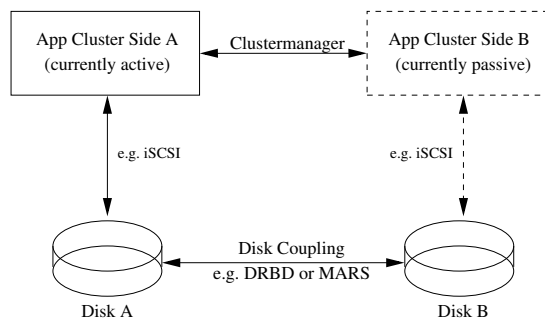 App Cluster Side A
(currently active)
Clustermanager
App Cluster Side B
(currently passive)
e.g. iSCSI
e.g. iSCSI
Disk Coupling
e.g. DRBD or MARS
Disk A
Disk B